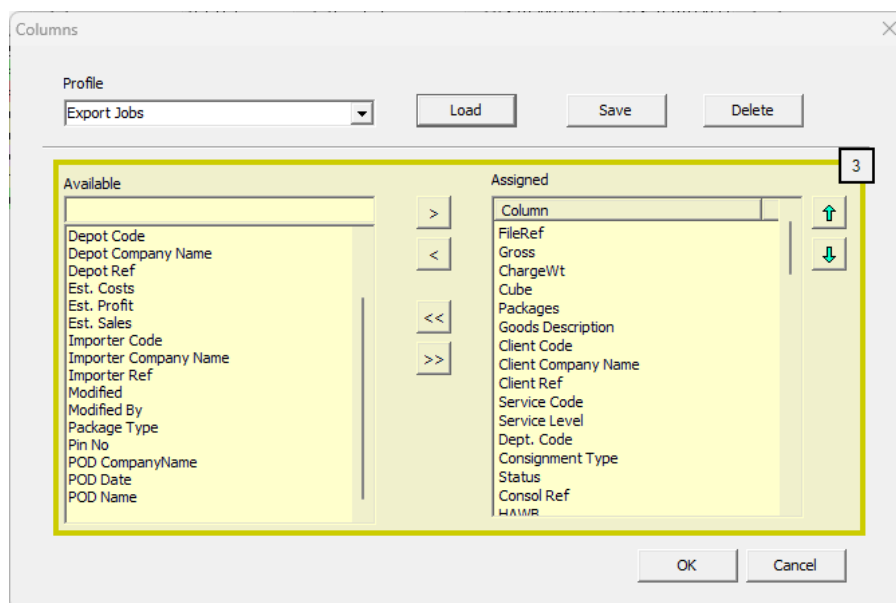 Columns
Profile
Export Jobs
Load
Save
Delete
3
Available
Depot Code
Depot Company Name
Depot Ref
Est. Costs
Est. Profit
Est. Sales
Importer Code
Importer Company Name
Importer Ref
Modified
Modified By
Package Type
Pin No
POD CompanyName
POD Date
POD Name
>
<
<<
>>
Assigned
Column
FileRef
Gross
ChargeWt
Cube
Packages
Goods Description
Client Code
Client Company Name
Client Ref
Service Code
Service Level
Dept. Code
Consignment Type
Status
Consol Ref
HAWB
OK
Cancel